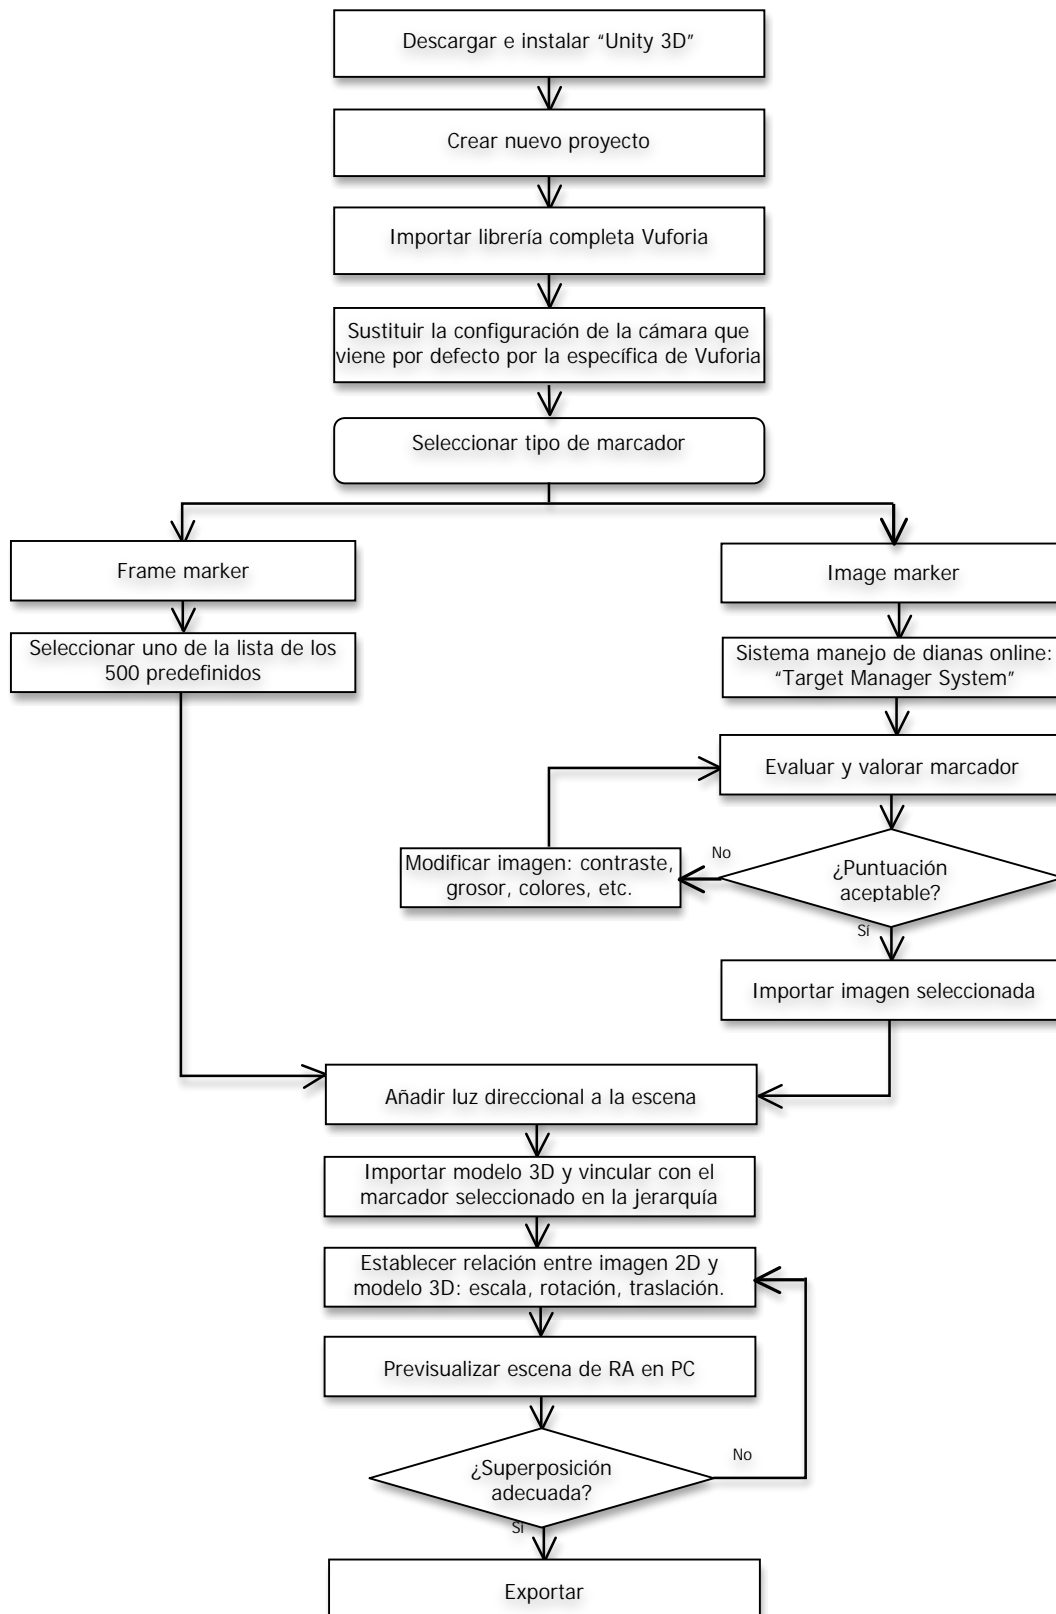 Descargar e instalar “Unity 3D”
Crear nuevo proyecto
Importar librería completa Vuforia
Sustituir la configuración de la cámara que
viene por defecto por la específica de Vuforia
Seleccionar tipo de marcador
Frame marker
Seleccionar uno de la lista de los
500 predefinidos
Image marker
Sistema manejo de dianas online:
“Target Manager System”
Evaluar y valorar marcador
¿Puntuación
aceptable?
No
Modificar imagen: contraste,
grosor, colores, etc.
Sí
Importar imagen seleccionada
Añadir luz direccional a la escena
Importar modelo 3D y vincular con el
marcador seleccionado en la jerarquía
Establecer relación entre imagen 2D y
modelo 3D: escala, rotación, traslación.
Previsualizar escena de RA en PC
¿Superposición
adecuada?
No
Sí
Exportar